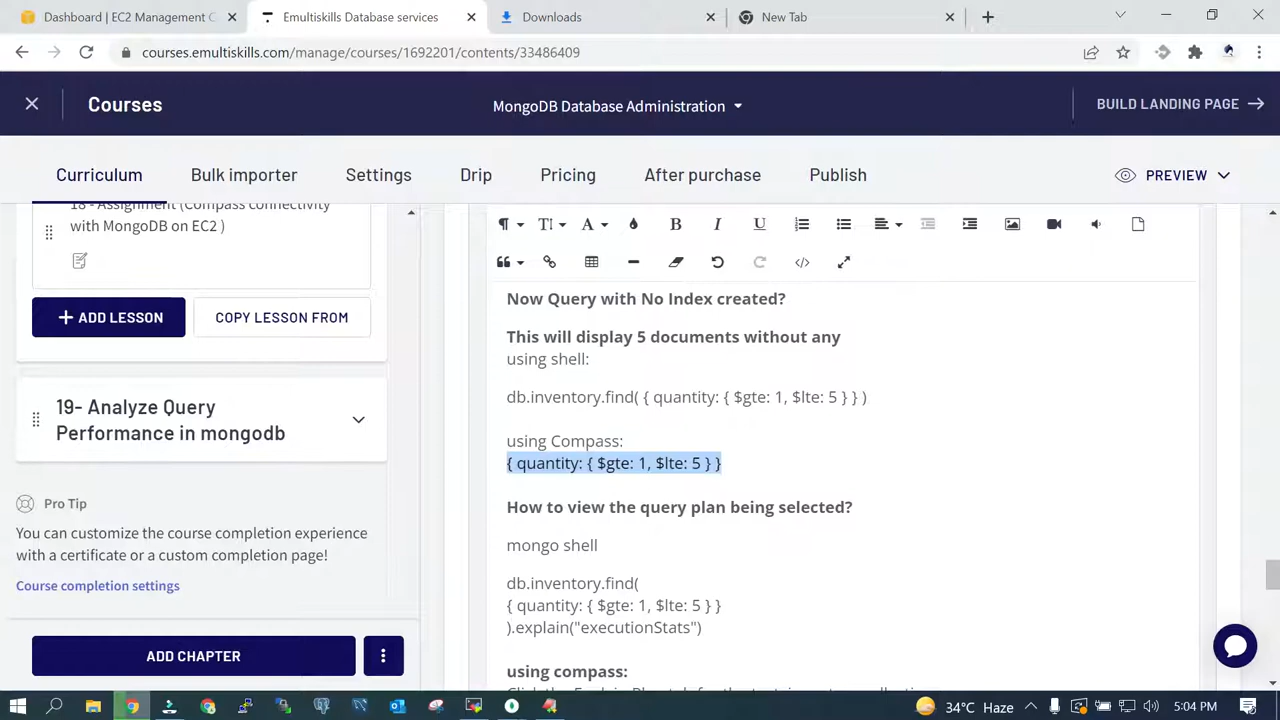 Dashboard | EC2 Management C
Emultiskills Database services
Downloads
New Tab
courses.emultiskills.com/manage/courses/1692201/contents/33486409
Courses
MongoDB Database Administration
BUILD LANDING PAGE
Curriculum
Bulk importer
Settings
Drip
Pricing
After purchase
Publish
PREVIEW
18 - Assignment (Compass connectivity
with MongoDB on EC2 )
ADD LESSON
COPY LESSON FROM
19- Analyze Query
Performance in mongodb
Pro Tip
You can customize the course completion experience
with a certificate or a custom completion page!
Course completion settings
ADD CHAPTER
Now Query with No Index created?
This will display 5 documents without any
using shell:
db.inventory.find( { quantity: { $gte: 1, $lte: 5 } } )
using Compass:
{ quantity: { $gte: 1, $lte: 5 } }
How to view the query plan being selected?
mongo shell
db.inventory.find(
{ quantity: { $gte: 1, $lte: 5 } }
).explain("executionStats")
using compass:
34°C Haze
5:04 PM